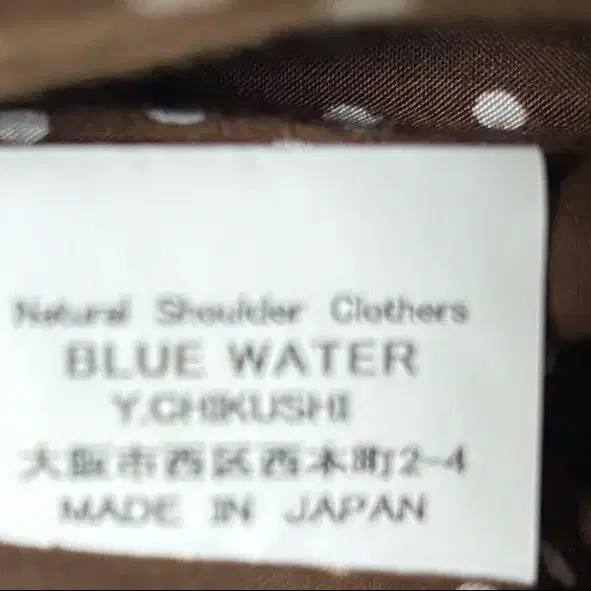 Natural Shoulder Clothers
BLUE WATER
Y.CHIKUSHI
大阪市西区西本町2-4
MADE IN JAPAN